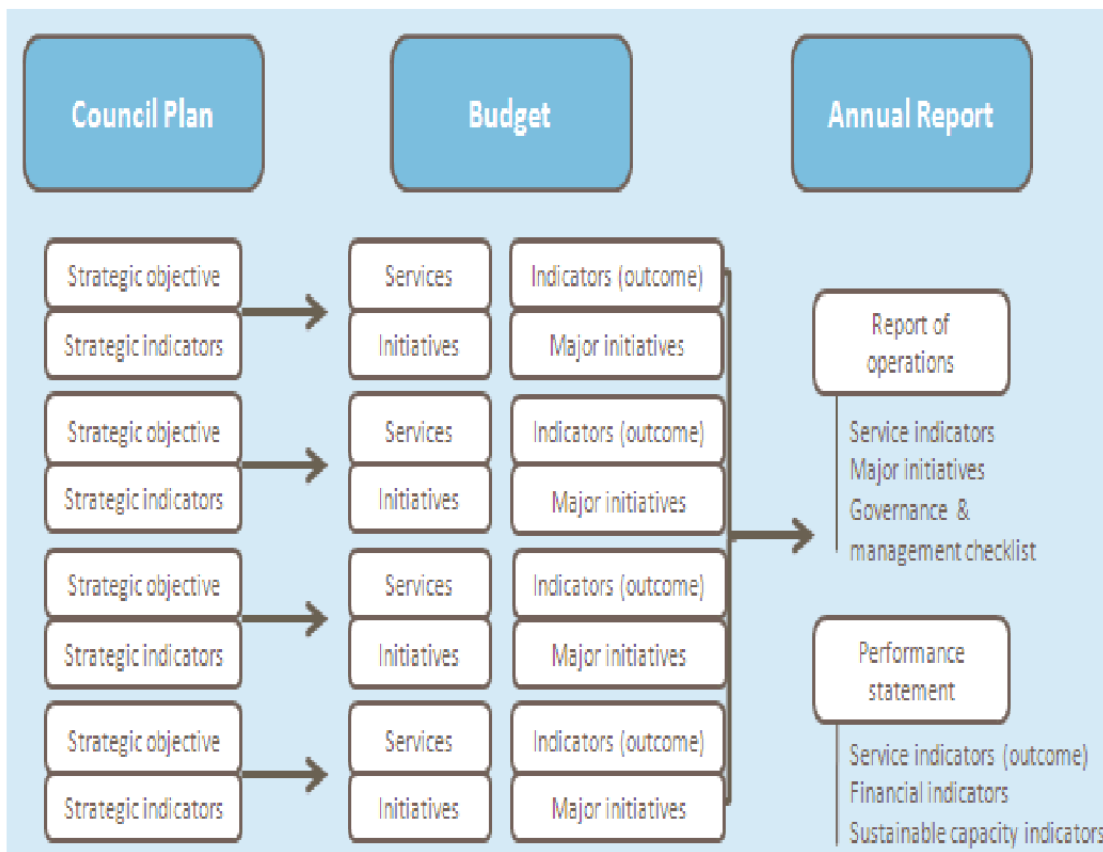 Council Plan
Budget
Annual Report
Strategic objective
Strategic indicators
Services
Initiatives
Indicators (outcome)
Major initiatives
Strategic objective
Strategic indicators
Services
Initiatives
Indicators (outcome)
Major initiatives
Strategic objective
Strategic indicators
Services
Initiatives
Indicators (outcome)
Major initiatives
Strategic objective
Strategic indicators
Services
Initiatives
Indicators (outcome)
Major initiatives
Report of
operations
Service indicators
Major initiatives
Governance &
management checklist
Performance
statement
Service indicators (outcome)
Financial indicators
Sustainable capacity indicators